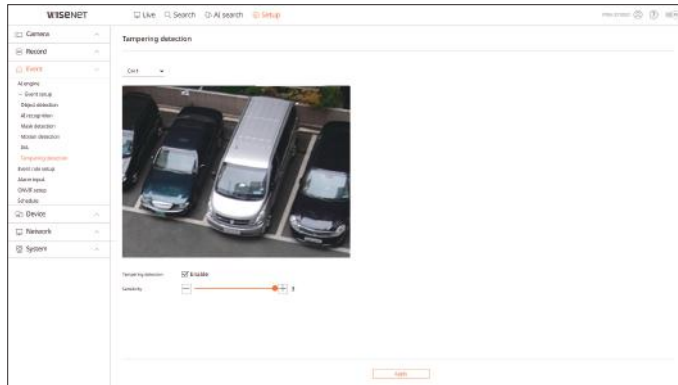 WISENET
Live
Search
AI search
Setup
Camera
Tampering detection
Record
Event
AI engine
Event setup
Object detection
AI recognition
Mask detection
Motion detection
Tampering detection
Event rule setup
Alarm input
ONVIF setup
Schedule
Device
Network
System
Tampering detection
Enable
Sensitivity
3
Apply